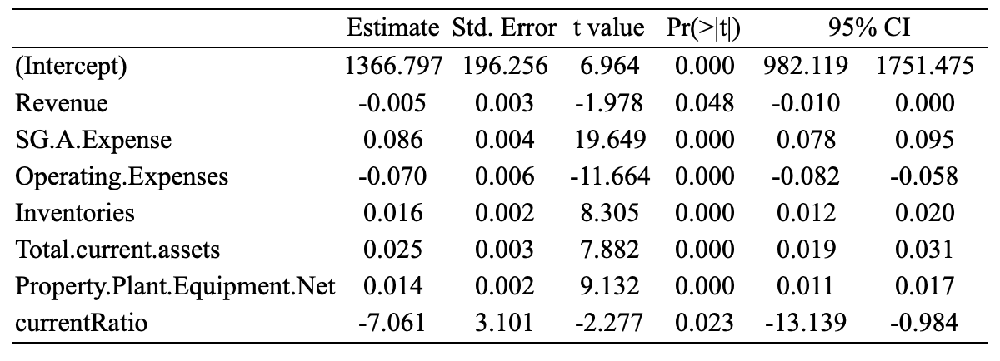 Estimate Std. Error t value Pr(>|t|) 95% CI
(Intercept) 1366.797 196.256 6.964 0.000 982.119 1751.475
Revenue -0.005 0.003 -1.978 0.048 -0.010 0.000
SG.A.Expense 0.086 0.004 19.649 0.000 0.078 0.095
Operating.Expenses -0.070 0.006 -11.664 0.000 -0.082 -0.058
Inventories 0.016 0.002 8.305 0.000 0.012 0.020
Total.current.assets 0.025 0.003 7.882 0.000 0.019 0.031
Property.Plant.Equipment.Net 0.014 0.002 9.132 0.000 0.011 0.017
currentRatio -7.061 3.101 -2.277 0.023 -13.139 -0.984